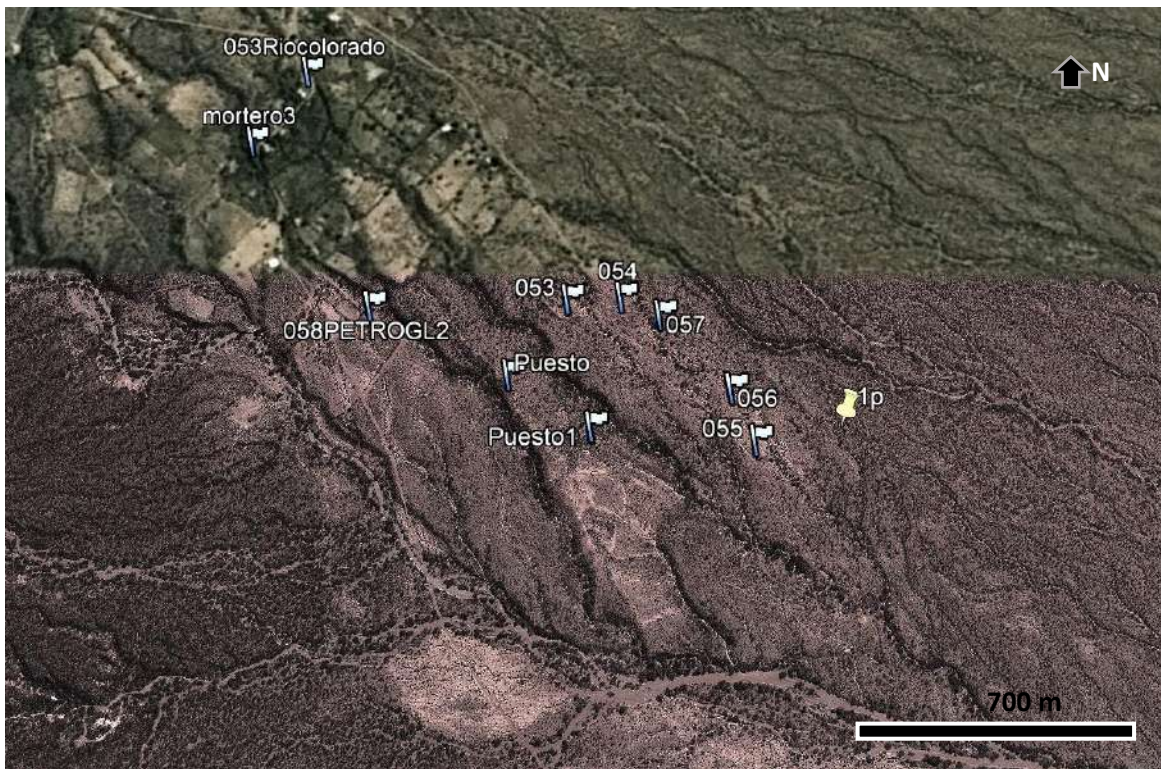 053Riocolorado
N
mortero3
054
053
057
058PETROGL2
Puesto
056
1p
055
Puesto1
700 m